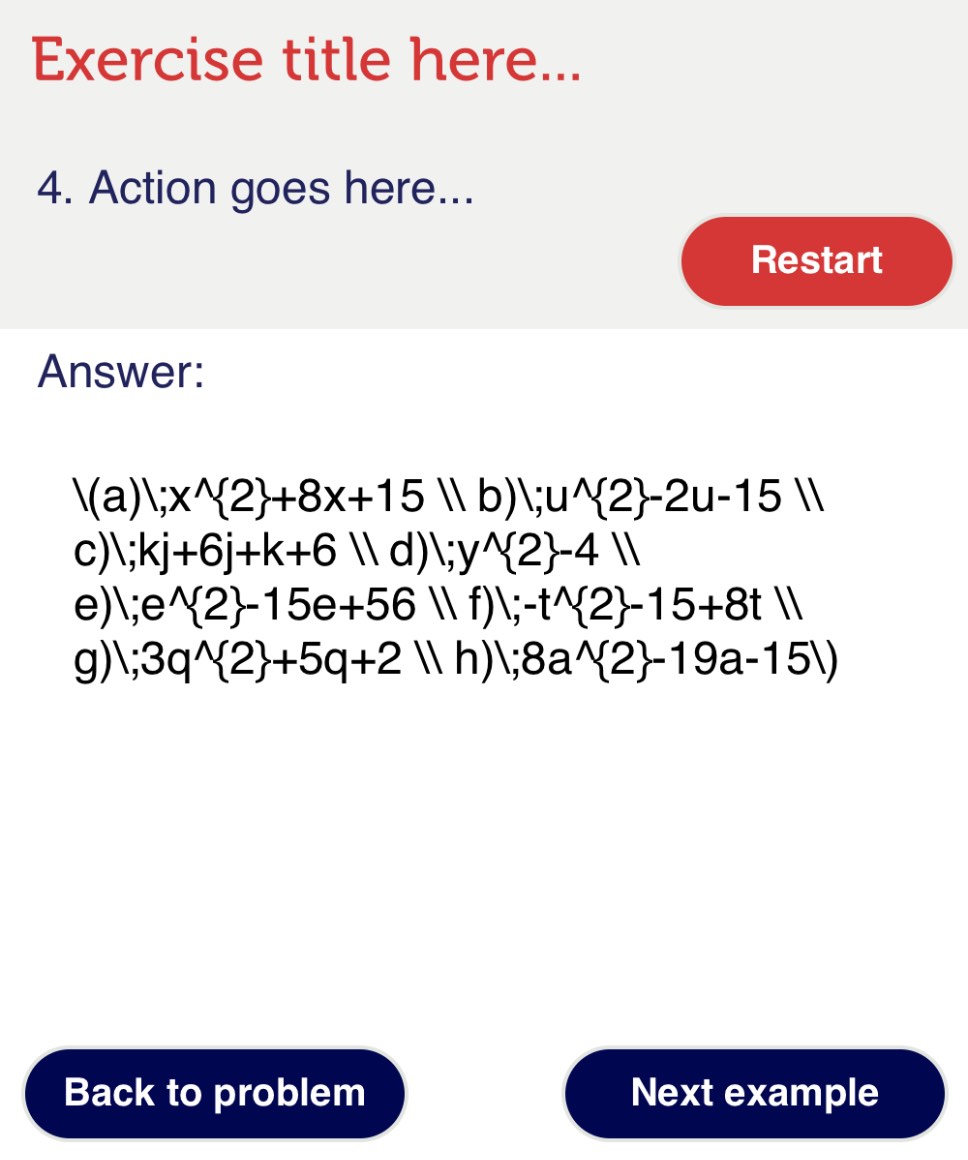 Exercise title here...
4. Action goes here...
Restart
Answer:
\(a)\;x^{2}+8x+15 \\ b)\;u^{2}-2u-15 \\
c)\;kj+6j+k+6 \\ d)\;y^{2}-4 \\
e)\;e^{2}-15e+56 \\ f)\;-t^{2}-15+8t \\
g)\;3q^{2}+5q+2 \\ h)\;8a^{2}-19a-15\)
Back to problem
Next example